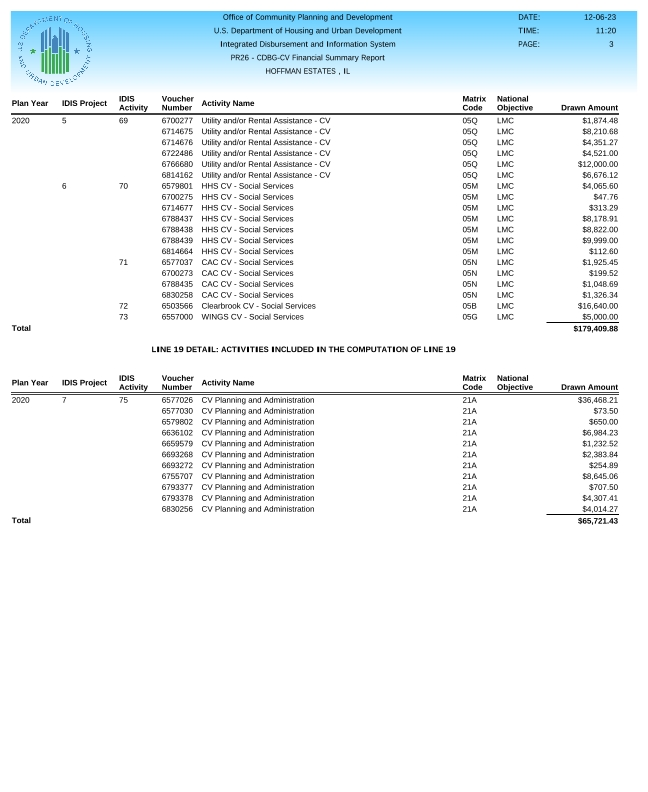 Office of Community Planning and Development DATE: 12-06-23
U.S. Department of Housing and Urban Development TIME: 11:20
Integrated Disbursement and Information System PAGE: 3
PR26 - CDBG-CV Financial Summary Report
HOFFMAN ESTATES , IL
U.S. DEPARTMENT OF HOUSING AND URBAN DEVELOPMENT
Plan Year IDIS Project IDIS Activity Voucher Number Activity Name Matrix Code National Objective Drawn Amount
2020 5 69 6700277 Utility and/or Rental Assistance - CV 05Q LMC $1,874.48
6714675 Utility and/or Rental Assistance - CV 05Q LMC $8,210.68
6714676 Utility and/or Rental Assistance - CV 05Q LMC $4,351.27
6722486 Utility and/or Rental Assistance - CV 05Q LMC $4,521.00
6766680 Utility and/or Rental Assistance - CV 05Q LMC $12,000.00
6814162 Utility and/or Rental Assistance - CV 05Q LMC $6,676.12
6 70 6579801 HHS CV - Social Services 05M LMC $4,065.60
6700275 HHS CV - Social Services 05M LMC $47.76
6714677 HHS CV - Social Services 05M LMC $313.29
6788437 HHS CV - Social Services 05M LMC $8,178.91
6788438 HHS CV - Social Services 05M LMC $8,822.00
6788439 HHS CV - Social Services 05M LMC $9,999.00
6814664 HHS CV - Social Services 05M LMC $112.60
71 6577037 CAC CV - Social Services 05N LMC $1,925.45
6700273 CAC CV - Social Services 05N LMC $199.52
6788435 CAC CV - Social Services 05N LMC $1,048.69
6830258 CAC CV - Social Services 05N LMC $1,326.34
72 6503566 Clearbrook CV - Social Services 05B LMC $16,640.00
73 6557000 WINGS CV - Social Services 05G LMC $5,000.00
Total $179,409.88
LINE 19 DETAIL: ACTIVITIES INCLUDED IN THE COMPUTATION OF LINE 19
Plan Year IDIS Project IDIS Activity Voucher Number Activity Name Matrix Code National Objective Drawn Amount
2020 7 75 6577026 CV Planning and Administration 21A $36,468.21
6577030 CV Planning and Administration 21A $73.50
6579802 CV Planning and Administration 21A $650.00
6636102 CV Planning and Administration 21A $6,984.23
6659579 CV Planning and Administration 21A $1,232.52
6693268 CV Planning and Administration 21A $2,383.84
6693272 CV Planning and Administration 21A $254.89
6755707 CV Planning and Administration 21A $8,645.06
6793377 CV Planning and Administration 21A $707.50
6793378 CV Planning and Administration 21A $4,307.41
6830256 CV Planning and Administration 21A $4,014.27
Total $65,721.43